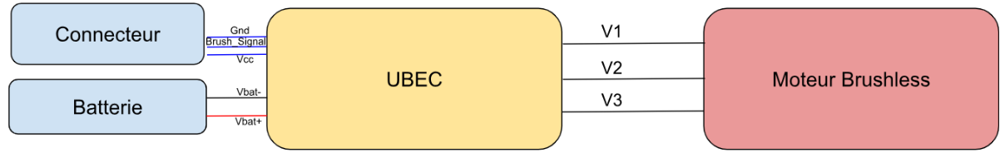 Connecteur
Gnd
Brush_Signal
Vcc
Batterie
Vbat-
Vbat+
UBEC
V1
V2
V3
Moteur Brushless